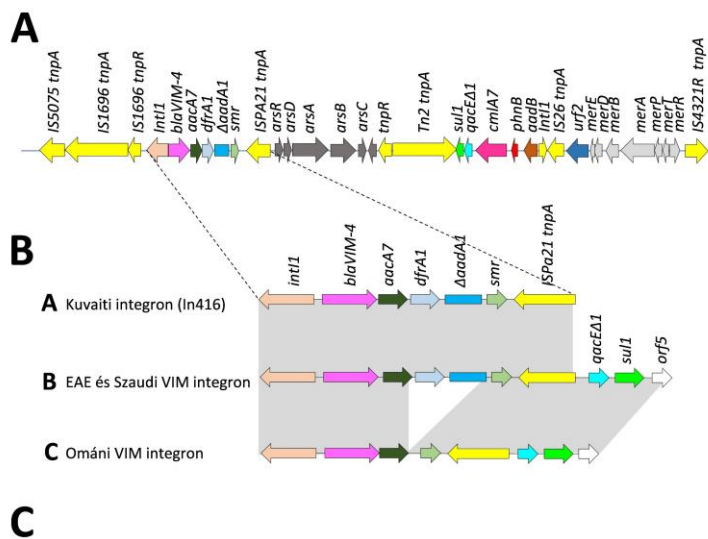 A
IS5075 tnpA
IS1696 tnpA
IS1696 tnpR
IntI1
blaVIM-4
aacA7
dfrA1
ΔaadA1
smr
ISPA21 tnpA
arsR
arsD
arsA
arsB
arsC
tnpR
Tn2 tnpA
sul1
qacEΔ1
cmlA7
phnB
aadB
IntI1
IS26 tnpA
urf2
merE
merD
merB
merA
merP
merT
merR
IS4321R tnpA
B
intI1
blaVIM-4
aacA7
dfrA1
ΔaadA1
smr
ISPa21 tnpA
A Kuvaiti integron (In416)
qacEΔ1
sul1
orf5
B EAE és Szaudi VIM integron
C Ománi VIM integron
C